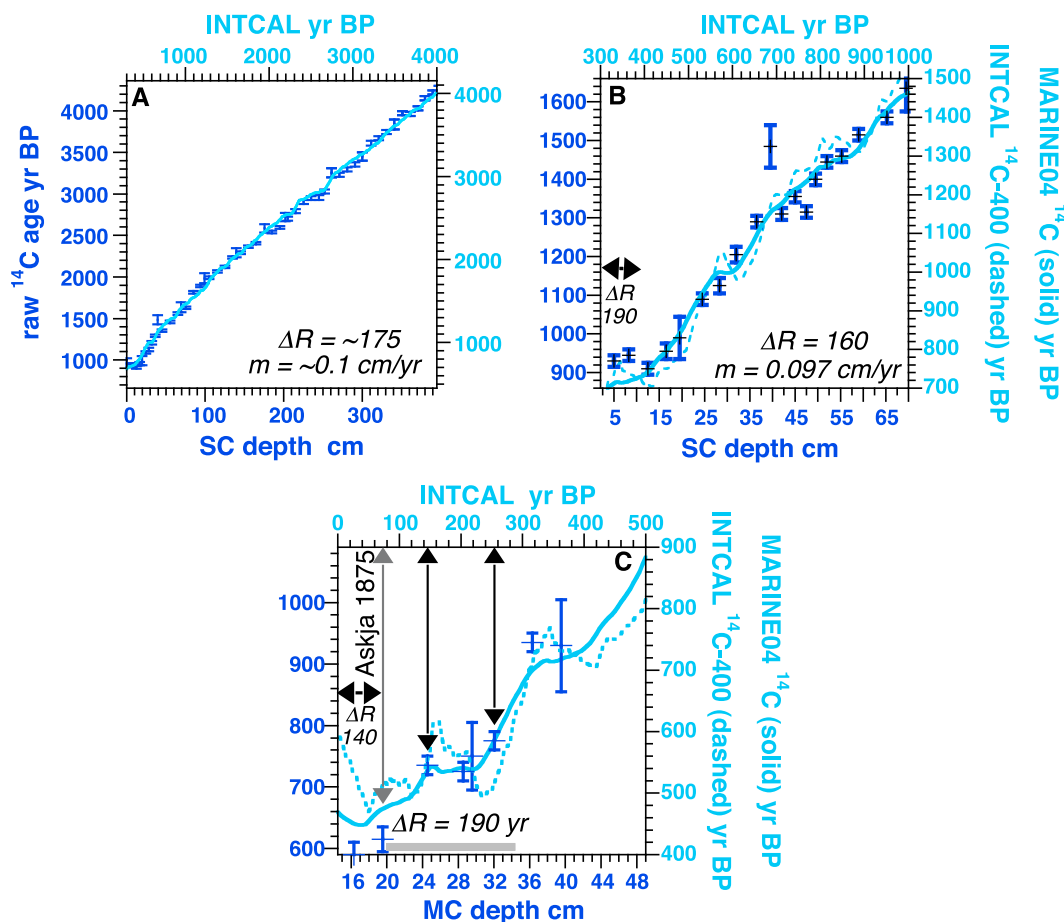 INTCAL yr BP
1000 2000 3000 4000
A
raw ¹⁴C age yr BP
4000
3500
3000
2500
2000
1500
1000
4000
3000
2000
1000
ΔR = ~175
m = ~0.1 cm/yr
0 100 200 300
SC depth cm
INTCAL yr BP
300 400 500 600 700 800 900 1000
B
1600
1500
1400
1300
1200
1100
1000
900
1500
1400
1300
1200
1100
1000
900
800
700
INTCAL ¹⁴C-400 (dashed) yr BP
MARINE04 ¹⁴C (solid) yr BP
ΔR
190
ΔR = 160
m = 0.097 cm/yr
5 15 25 35 45 55 65
SC depth cm
INTCAL yr BP
0 100 200 300 400 500
C
Askja 1875
1000
900
800
700
600
900
800
700
600
500
400
INTCAL ¹⁴C-400 (dashed) yr BP
MARINE04 ¹⁴C (solid) yr BP
ΔR
140
ΔR = 190 yr
16 20 24 28 32 36 40 44 48
MC depth cm